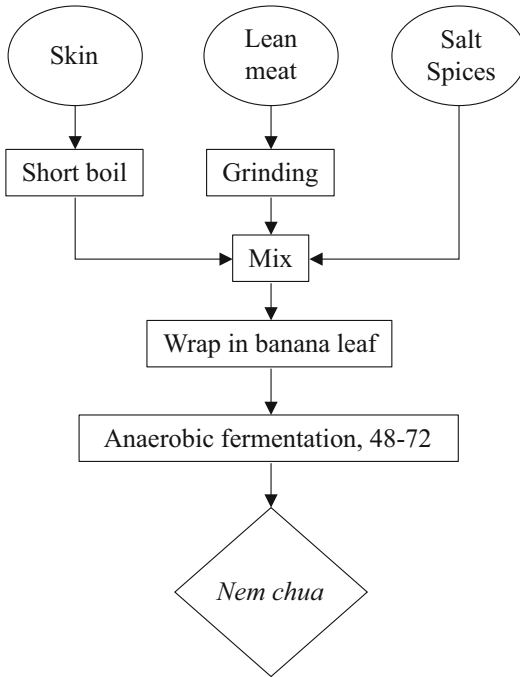 Skin
Lean
meat
Salt
Spices
Short boil
Grinding
Mix
Wrap in banana leaf
Anaerobic fermentation, 48-72
Nem chua